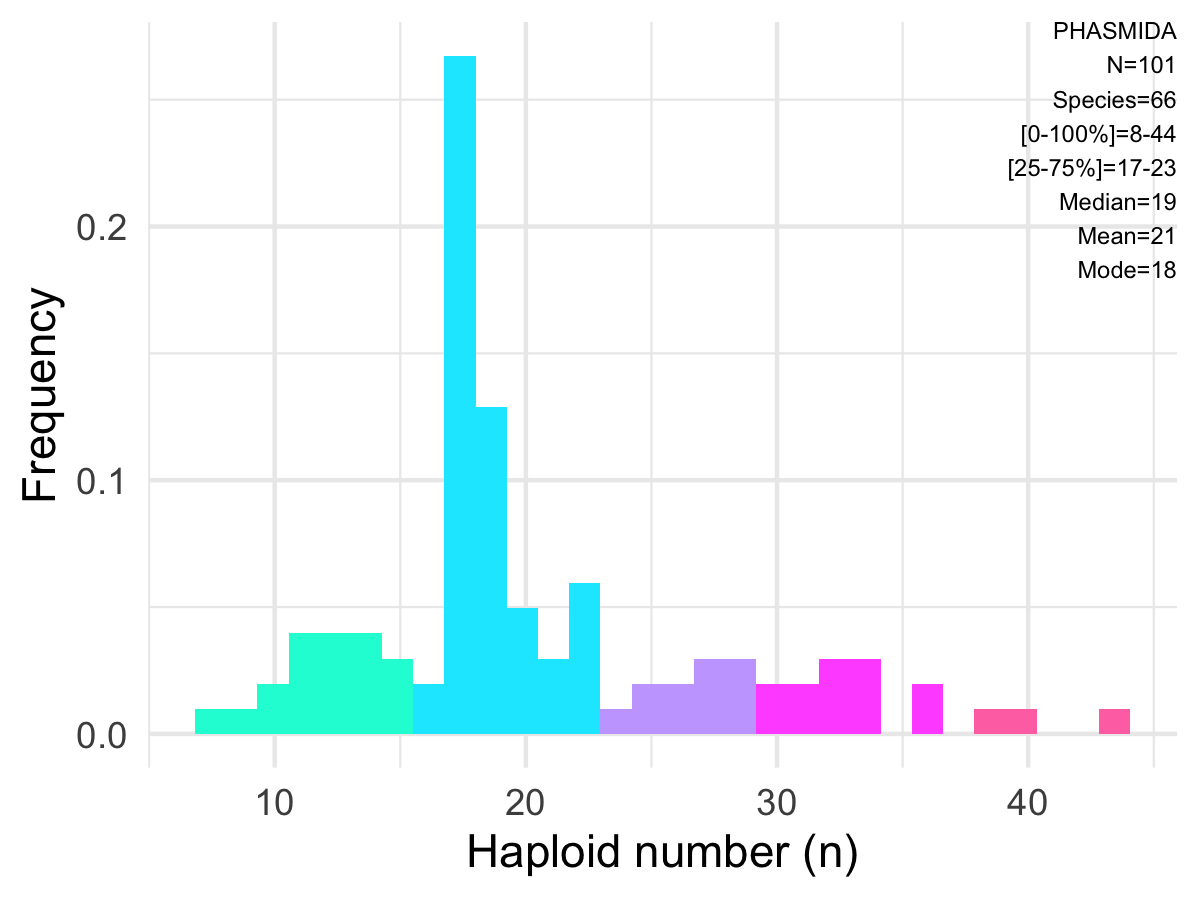 PHASMIDA
N=101
Species=66
[0-100%]=8-44
[25-75%]=17-23
Median=19
Mean=21
Mode=18
0.2
0.1
0.0
Frequency
10 20 30 40
Haploid number (n)